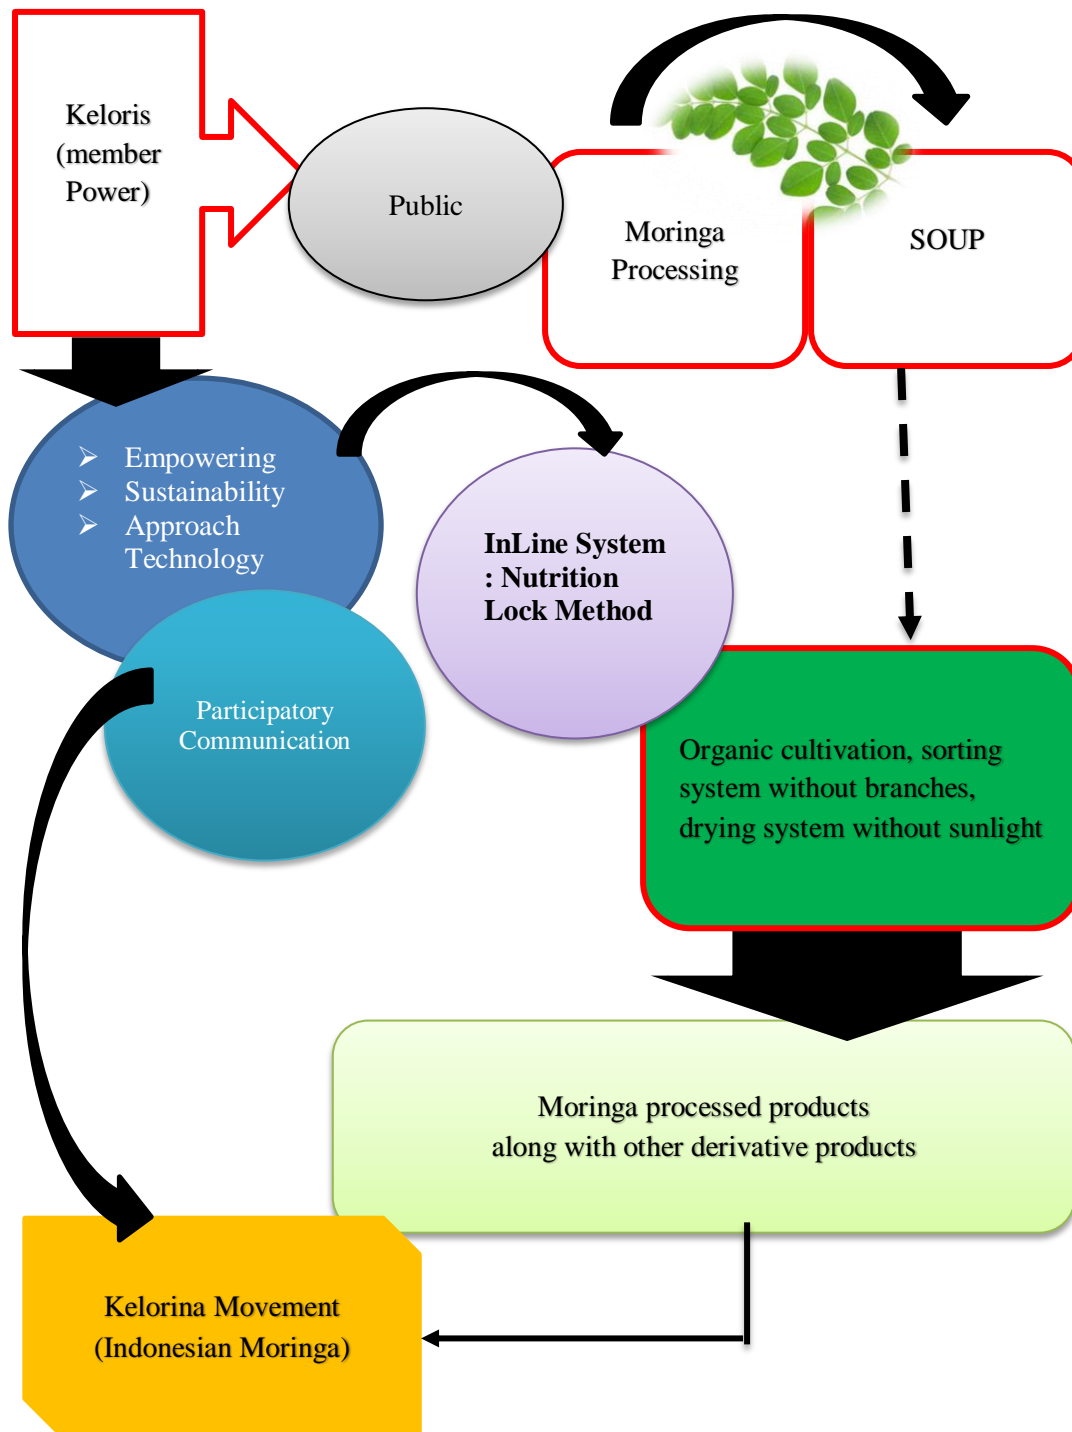 Keloris
(member
Power)
Public
Moringa
Processing
SOUP
➢ Empowering
➢ Sustainability
➢ Approach
Technology
InLine System
: Nutrition
Lock Method
Participatory
Communication
Organic cultivation, sorting
system without branches,
drying system without sunlight
Moringa processed products
along with other derivative products
Kelorina Movement
(Indonesian Moringa)